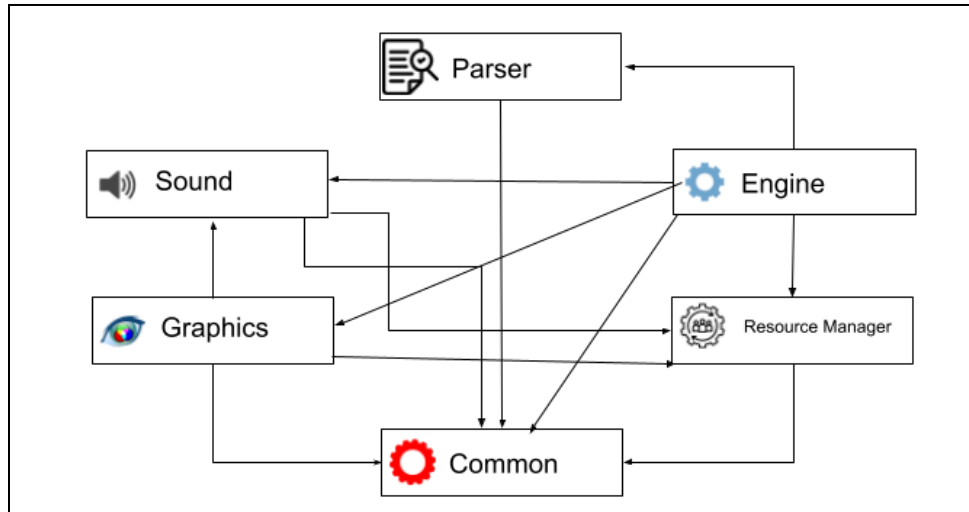 Parser
Sound
Engine
Graphics
Resource Manager
Common